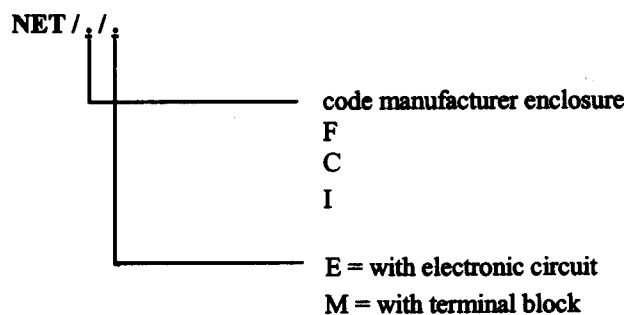 NET / . / .
code manufacturer enclosure
F
C
I
E = with electronic circuit
M = with terminal block